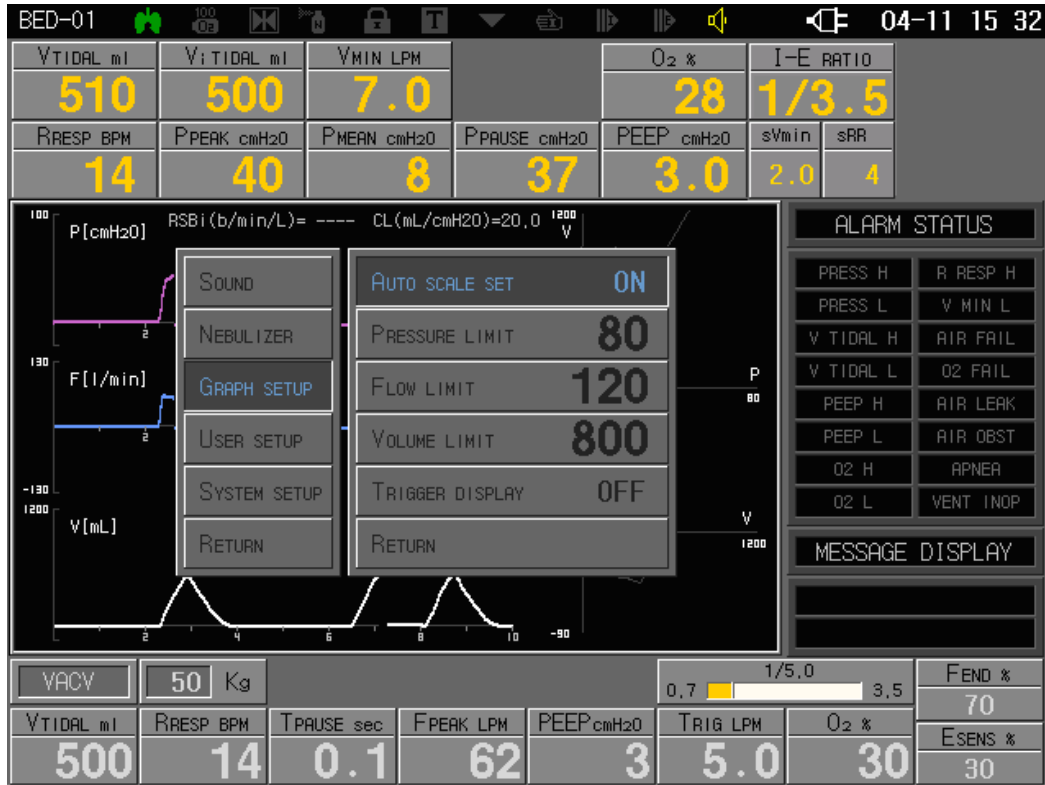 BED-01 100 O2 N T I 04-11 15 32
VTIDAL ml ViTIDAL ml VMIN LPM O2 % I-E RATIO
510 500 7.0 28 1/3.5
RRESP BPM PPEAK cmH2O PMEAN cmH2O PPAUSE cmH2O PEEP cmH2O sVmin sRR
14 40 8 37 3.0 2.0 4
100 P[cmH2O] RSBi(b/min/L)= ---- CL(mL/cmH2O)=20,0 1200 V
2
130 F[l/min]
2
-130
1200 V[mL]
2 4 6 8 10 -90
P
80
V
1200
SOUND
NEBULIZER
GRAPH SETUP
USER SETUP
SYSTEM SETUP
RETURN
AUTO SCALE SET ON
PRESSURE LIMIT 80
FLOW LIMIT 120
VOLUME LIMIT 800
TRIGGER DISPLAY OFF
RETURN
ALARM STATUS
PRESS H R RESP H
PRESS L V MIN L
V TIDAL H AIR FAIL
V TIDAL L O2 FAIL
PEEP H AIR LEAK
PEEP L AIR OBST
O2 H APNEA
O2 L VENT INOP
MESSAGE DISPLAY
VACV 50 Kg 1/5,0 FEND %
0,7 3,5 70
VTIDAL ml RRESP BPM TPAUSE sec FPEAK LPM PEEP cmH2O TRIG LPM O2 % ESENS %
500 14 0.1 62 3 5.0 30 30